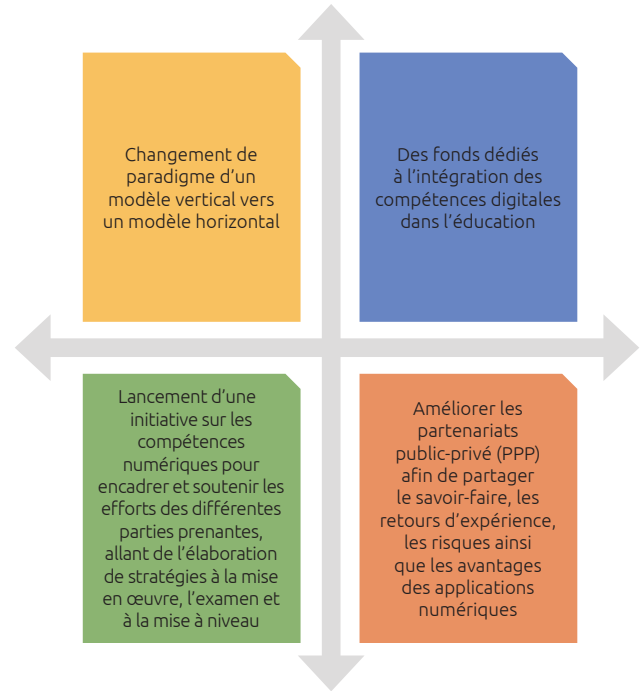 Changement de
paradigme d’un
modèle vertical vers
un modèle horizontal
Des fonds dédiés
à l’intégration des
compétences digitales
dans l’éducation
Lancement d’une
initiative sur les
compétences
numériques pour
encadrer et soutenir les
efforts des différentes
parties prenantes,
allant de l’élaboration
de stratégies à la mise
en œuvre, l’examen et
à la mise à niveau
Améliorer les
partenariats
public-privé (PPP)
afin de partager
le savoir-faire, les
retours d’expérience,
les risques ainsi
que les avantages
des applications
numériques